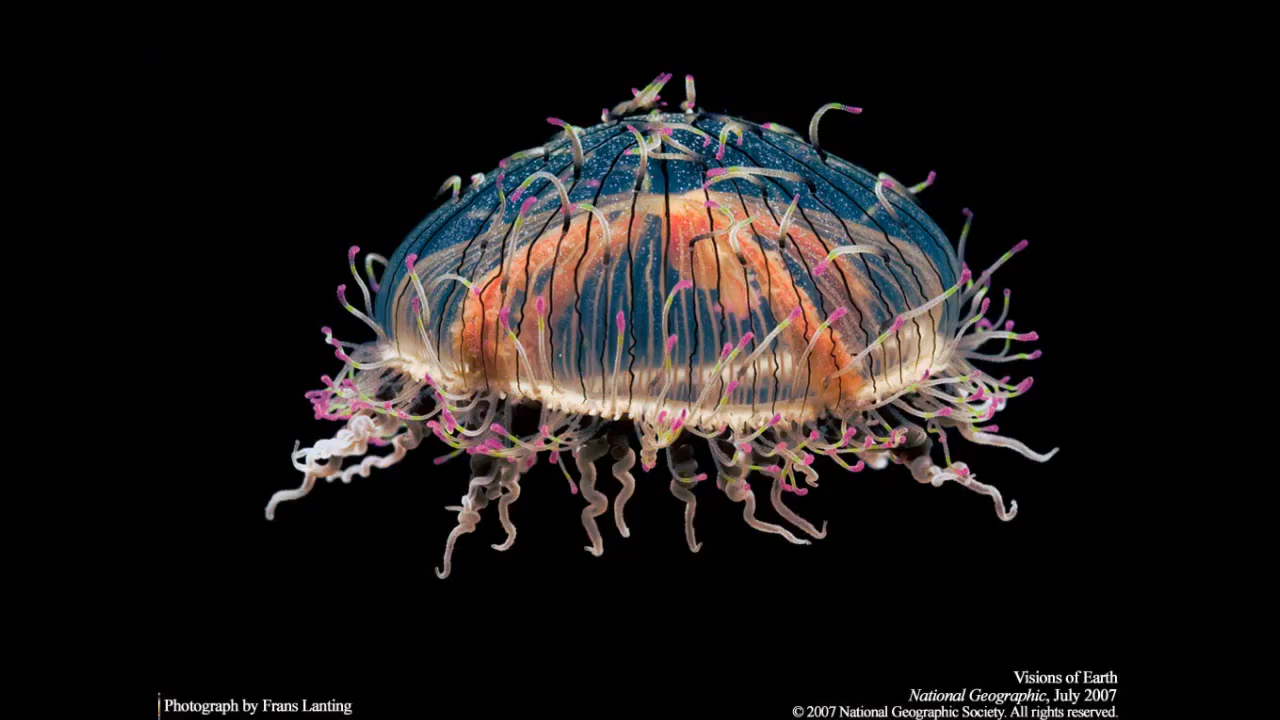 Visions of Earth
National Geographic, July 2007
Photograph by Frans Lanting
© 2007 National Geographic Society. All rights reserved.